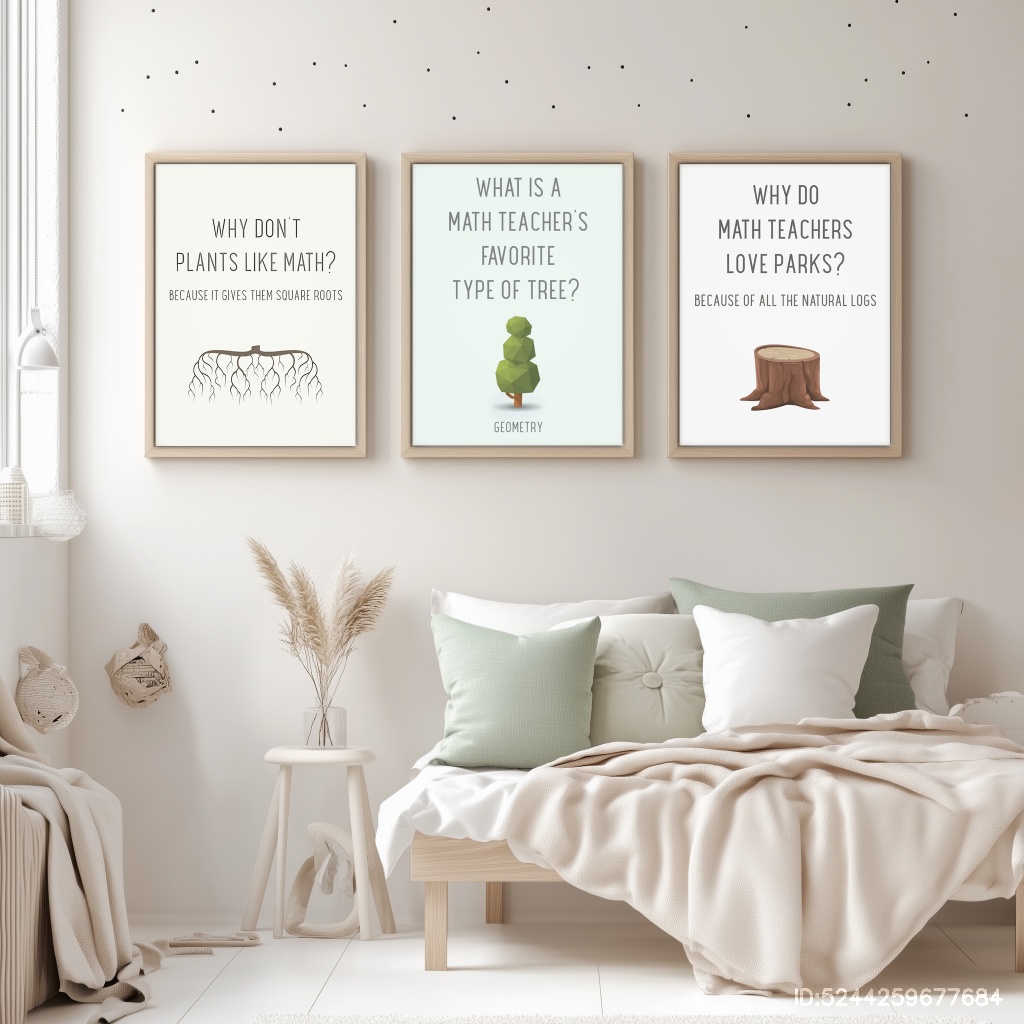 WHY DON'T
PLANTS LIKE MATH?
BECAUSE IT GIVES THEM SQUARE ROOTS
WHAT IS A
MATH TEACHER'S
FAVORITE
TYPE OF TREE?
GEOMETRY
WHY DO
MATH TEACHERS
LOVE PARKS?
BECAUSE OF ALL THE NATURAL LOGS
ID:5244259677684